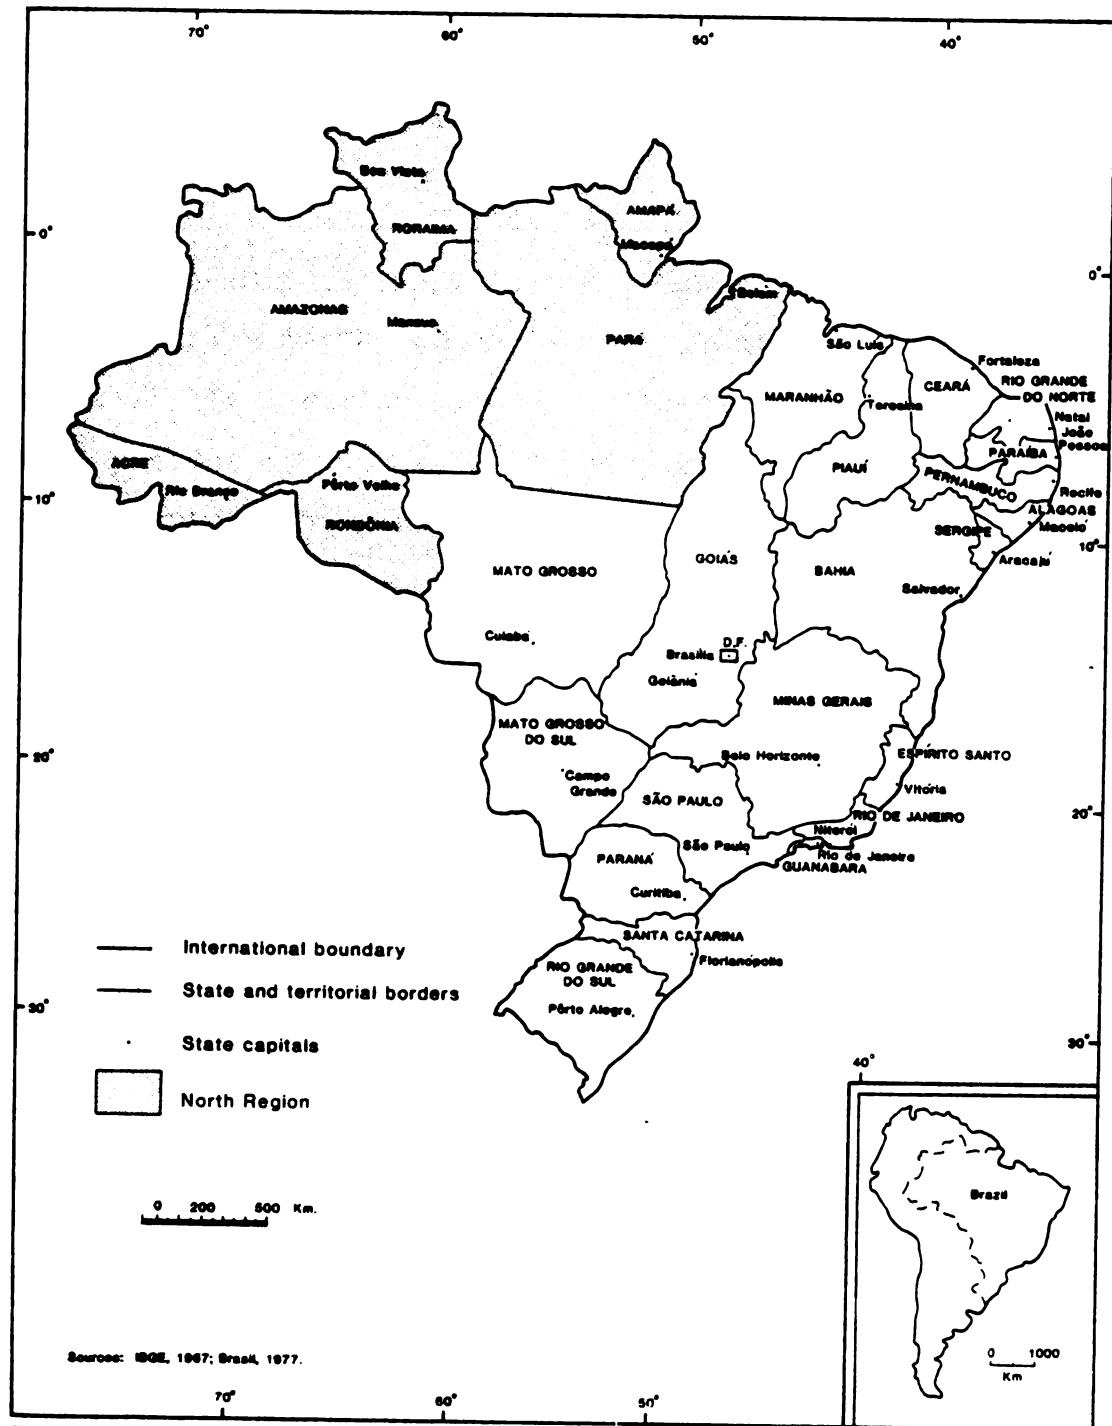 70°
60°
50°
40°
Boa Vista
RORAIMA
AMAPÁ
Macapá
0°
0°
AMAZONAS
Manaus
PARÁ
Belém
São Luis
Fortaleza
MARANHÃO
Teresina
CEARÁ
RIO GRANDE
DO NORTE
Natal
João
Pessoa
PARAÍBA
ACRE
Rio Branco
Pôrto Velho
RONDÔNIA
PIAUÍ
PERNAMBUCO
Recife
ALAGOAS
Maceió
SERGIPE
Aracajú
10°
10°
MATO GROSSO
Cuiaba
GOIÁS
BAHIA
Salvador
D.F.
Brasília
Goiânia
MINAS GERAIS
MATO GROSSO
DO SUL
Campo
Grande
Belo Horizonte
ESPÍRITO SANTO
Vitória
20°
20°
SÃO PAULO
RIO DE JANEIRO
Niterói
São Paulo
Rio de Janeiro
GUANABARA
PARANÁ
Curitiba
SANTA CATARINA
Florianópolis
RIO GRANDE
DO SUL
Pôrto Alegre
30°
30°
International boundary
State and territorial borders
State capitals
North Region
0 200 500 Km.
40°
Brazil
0 1000
Km
Sources: IBGE, 1967; Brasil, 1977.
70°
60°
50°